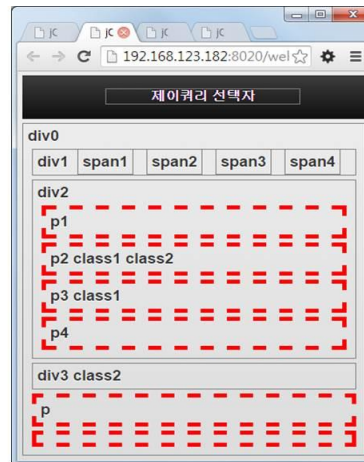 jC
jC
jC
jC
192.168.123.182:8020/wel
제이쿼리 선택자
div0
div1 span1 span2 span3 span4
div2
p1
p2 class1 class2
p3 class1
p4
div3 class2
p